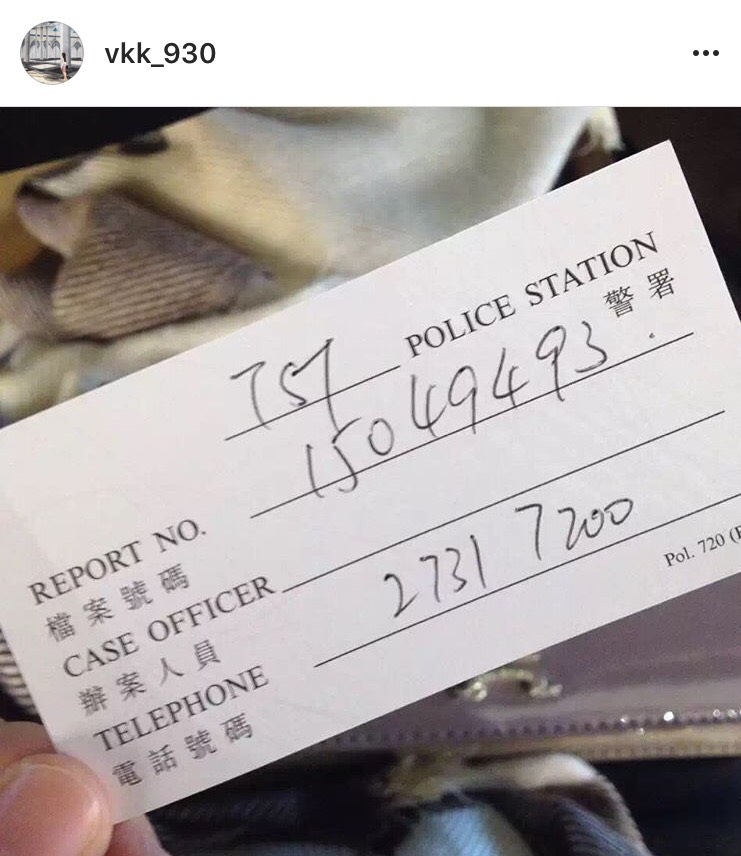 vkk_930
TST POLICE STATION
警署
15049493.
REPORT NO.
檔案號碼
CASE OFFICER
辦案人員
2731 7200
TELEPHONE
電話號碼
Pol. 720